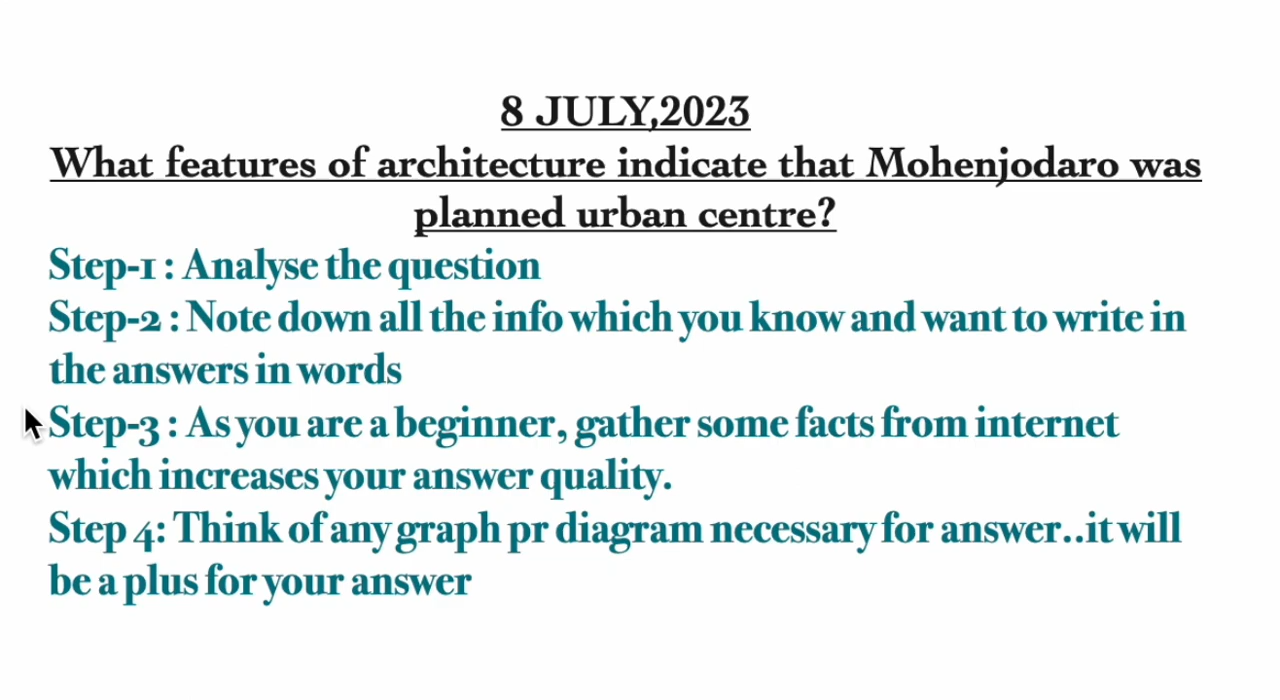 8 JULY,2023
What features of architecture indicate that Mohenjodaro was
planned urban centre?
Step-1 : Analyse the question
Step-2 : Note down all the info which you know and want to write in
the answers in words
Step-3 : As you are a beginner, gather some facts from internet
which increases your answer quality.
Step 4: Think of any graph pr diagram necessary for answer..it will
be a plus for your answer